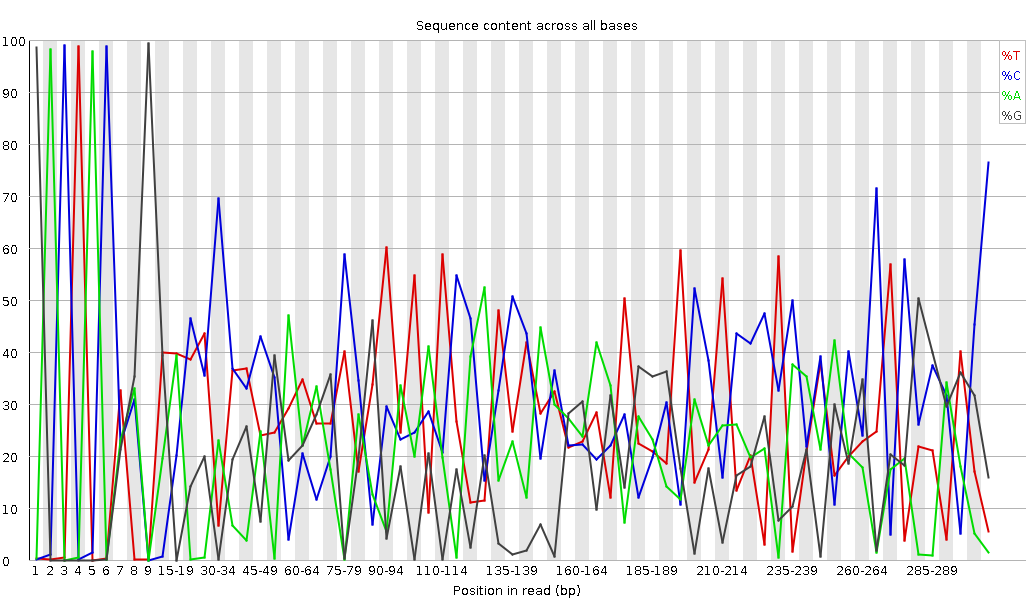 Sequence content across all bases
%T
%C
%A
%G
100
90
80
70
60
50
40
30
20
10
0
1 2 3 4 5 6 7 8 9 15-19 30-34 45-49 60-64 75-79 90-94 110-114 135-139 160-164 185-189 210-214 235-239 260-264 285-289
Position in read (bp)